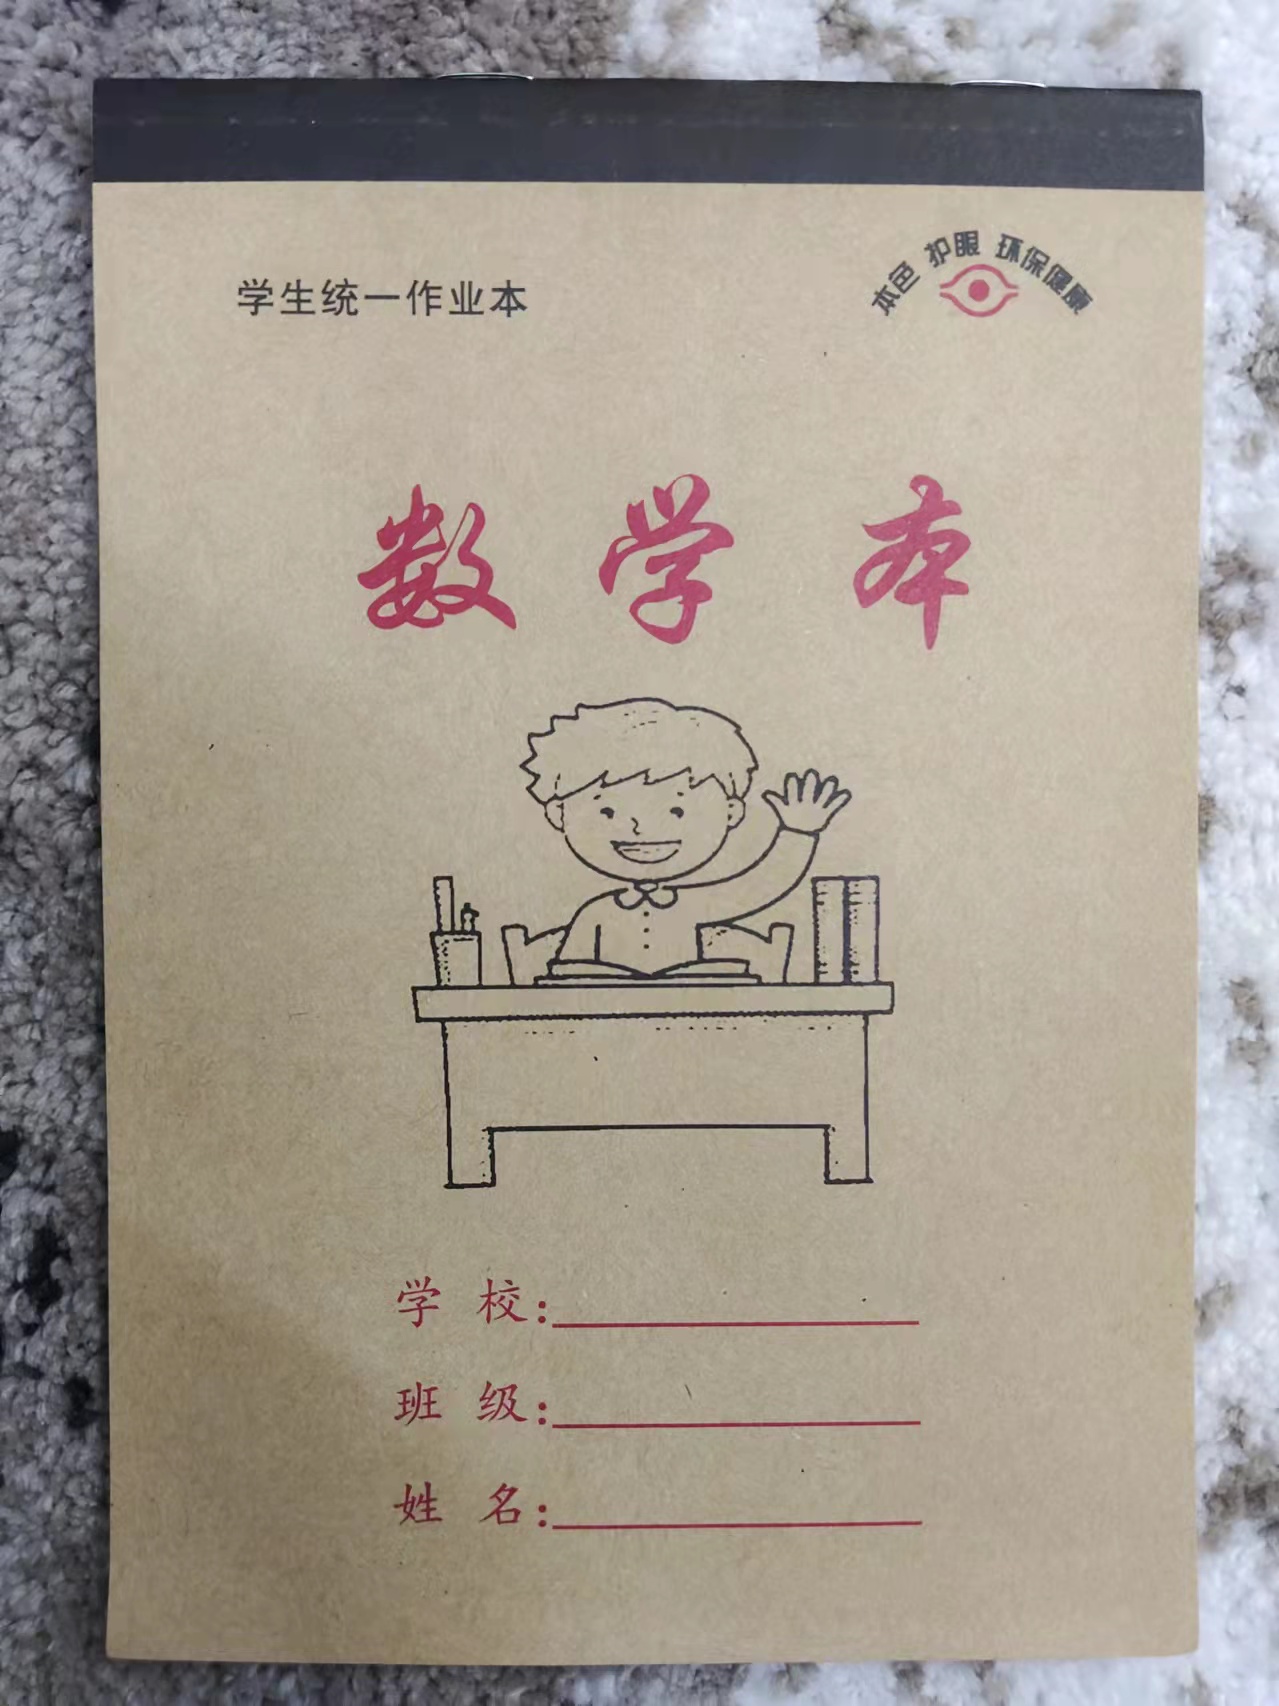 本色 护眼 环保健康
学生统一作业本
数学本
学 校:
班 级:
姓 名: